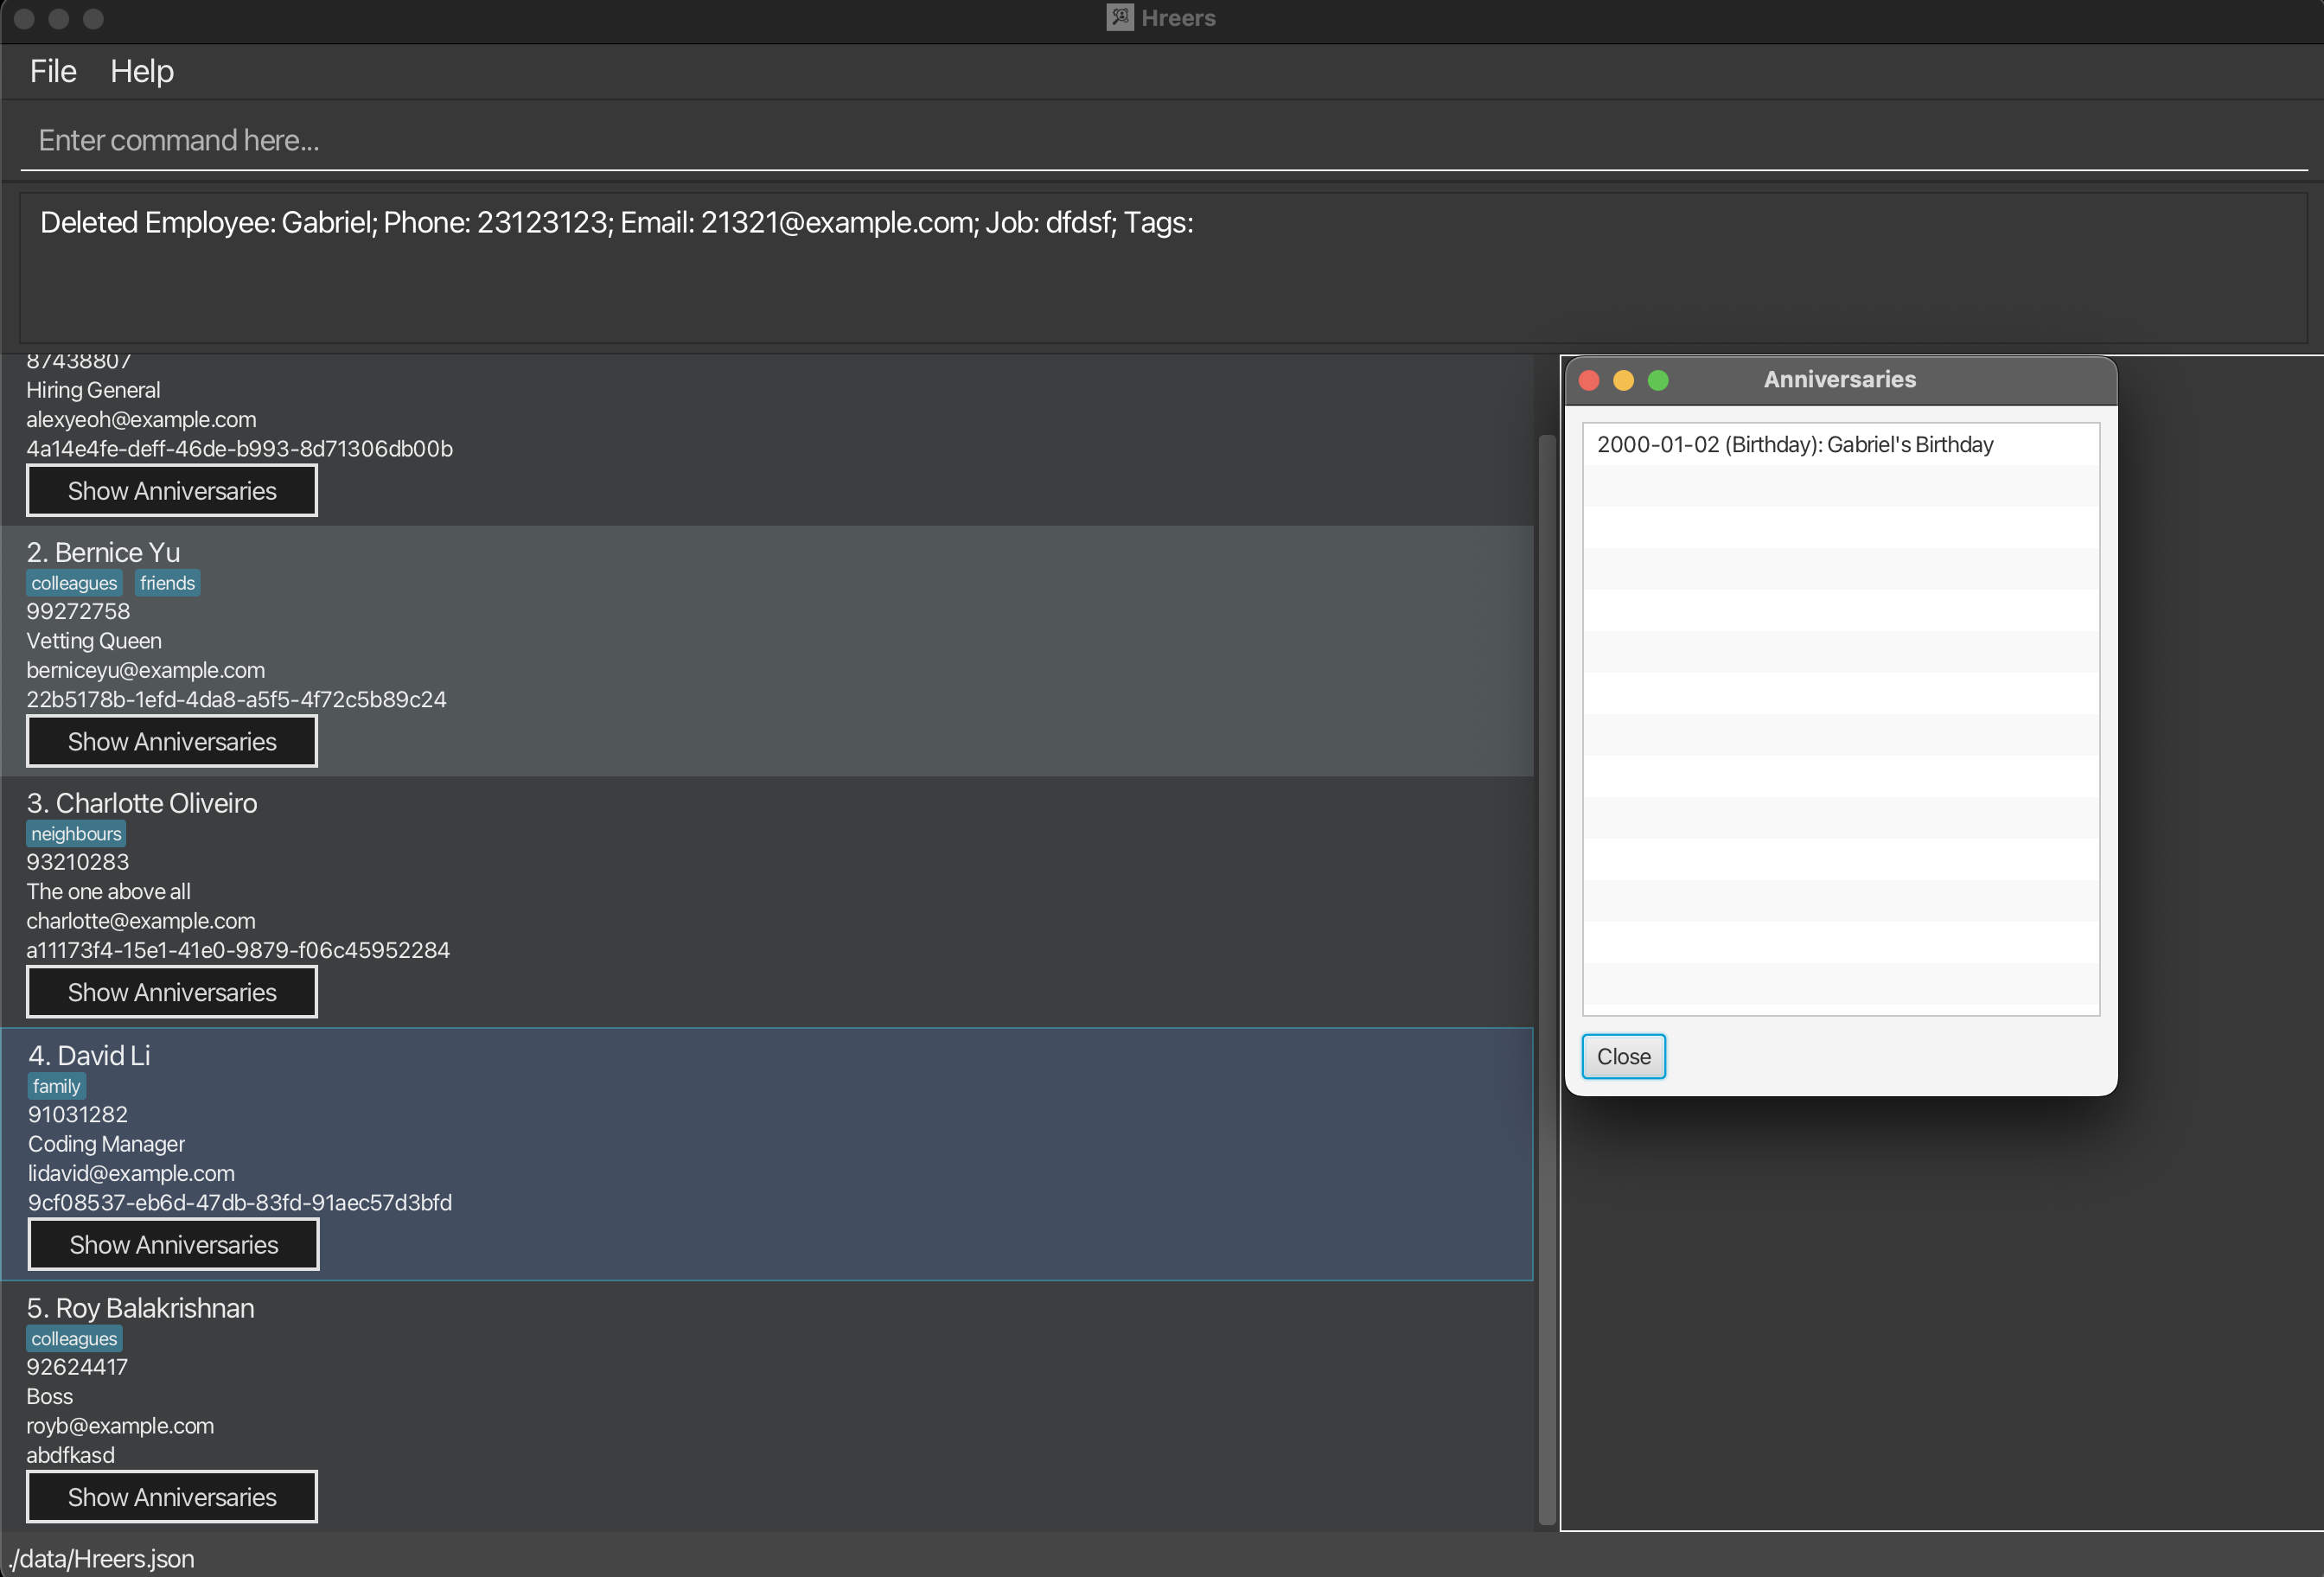 Hreers
File Help
Enter command here...
Deleted Employee: Gabriel; Phone: 23123123; Email: 21321@example.com; Job: dfdsf; Tags:
87438807
Hiring General
alexyeoh@example.com
4a14e4fe-deff-46de-b993-8d71306db00b
Show Anniversaries
2. Bernice Yu
colleagues friends
99272758
Vetting Queen
berniceyu@example.com
22b5178b-1efd-4da8-a5f5-4f72c5b89c24
Show Anniversaries
3. Charlotte Oliveiro
neighbours
93210283
The one above all
charlotte@example.com
a11173f4-15e1-41e0-9879-f06c45952284
Show Anniversaries
4. David Li
family
91031282
Coding Manager
lidavid@example.com
9cf08537-eb6d-47db-83fd-91aec57d3bfd
Show Anniversaries
5. Roy Balakrishnan
colleagues
92624417
Boss
royb@example.com
abdfkasd
Show Anniversaries
Anniversaries
2000-01-02 (Birthday): Gabriel's Birthday
Close
./data/Hreers.json